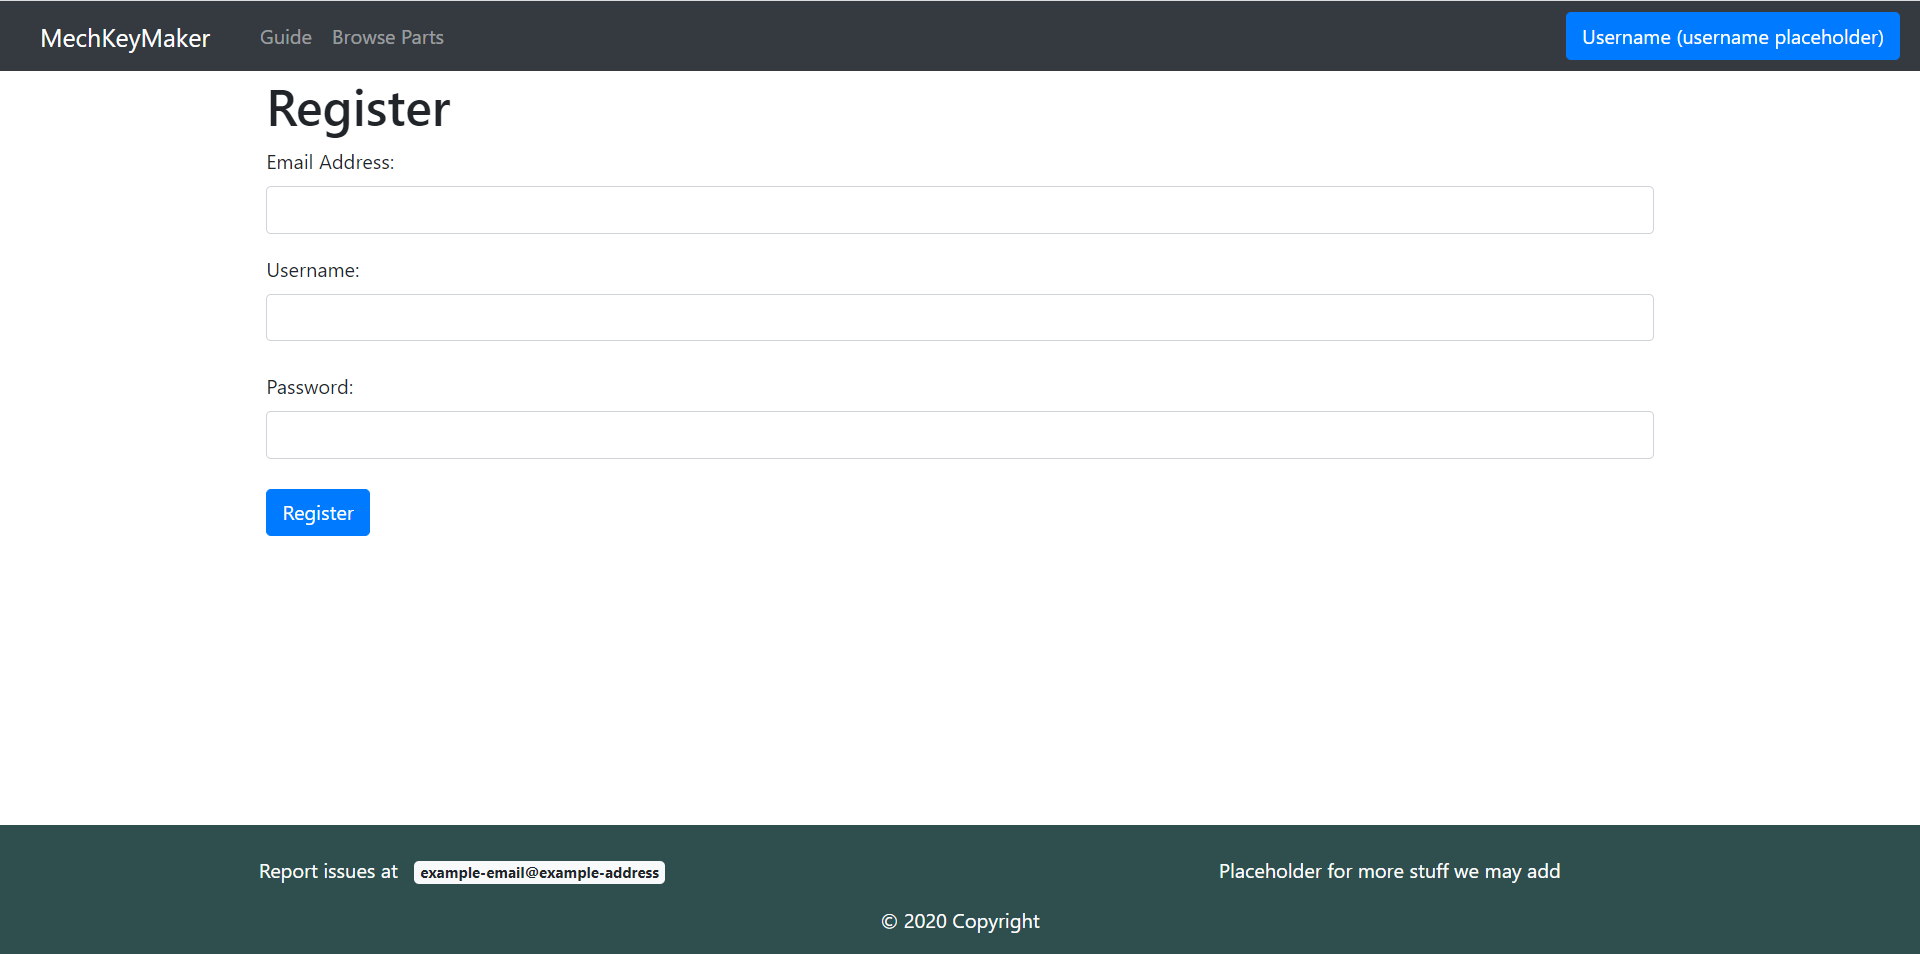 MechKeyMaker Guide Browse Parts Username (username placeholder)
Register
Email Address:
Username:
Password:
Register
Report issues at example-email@example-address Placeholder for more stuff we may add
© 2020 Copyright